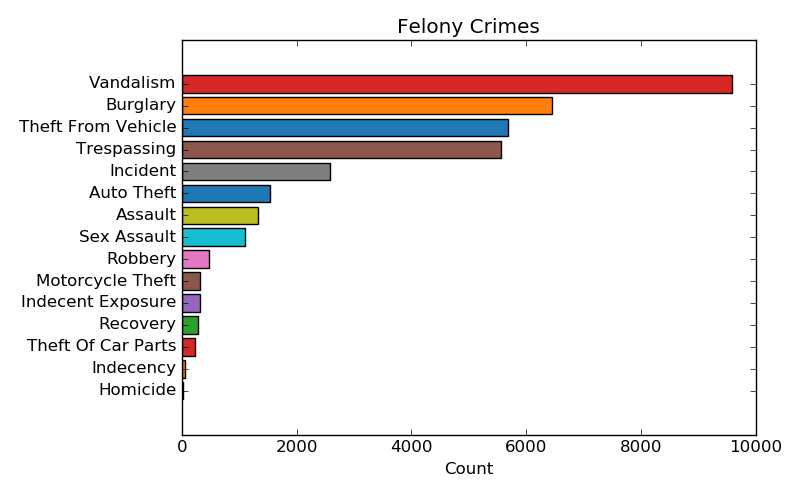 Felony Crimes
Vandalism
Burglary
Theft From Vehicle
Trespassing
Incident
Auto Theft
Assault
Sex Assault
Robbery
Motorcycle Theft
Indecent Exposure
Recovery
Theft Of Car Parts
Indecency
Homicide
0 2000 4000 6000 8000 10000
Count